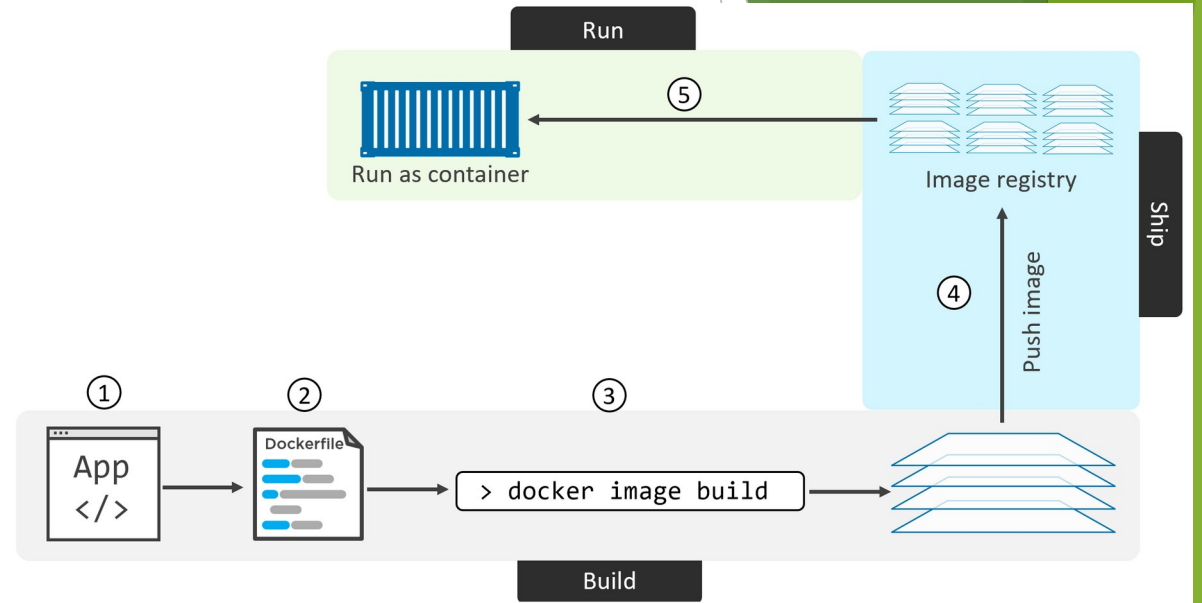 Run
⑤
Run as container
Image registry
Ship
④
Push image
①
②
③
App
</>
Dockerfile
> docker image build
Build